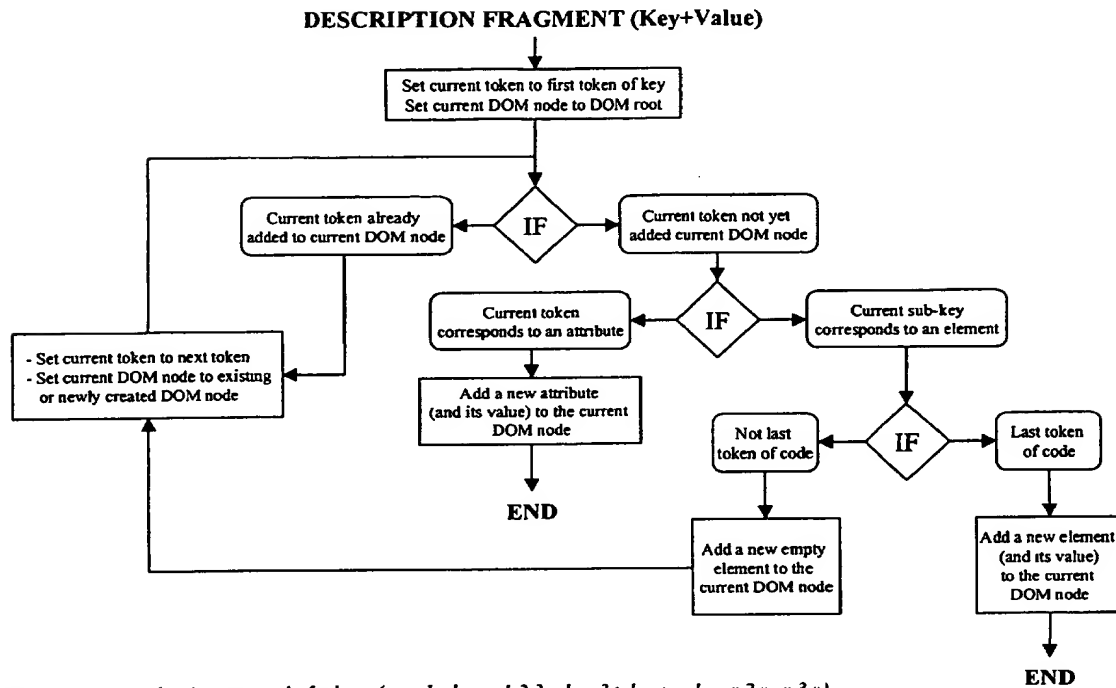 DESCRIPTION FRAGMENT (Key+Value)
Set current token to first token of key
Set current DOM node to DOM root
IF
Current token already
added to current DOM node
Current token not yet
added current DOM node
IF
Current token
corresponds to an attribute
Current sub-key
corresponds to an element
- Set current token to next token
- Set current DOM node to existing
or newly created DOM node
Add a new attribute
(and its value) to the current
DOM node
IF
Not last
token of code
Last token
of code
END
Add a new empty
element to the
current DOM node
Add a new element
(and its value)
to the current
DOM node
END